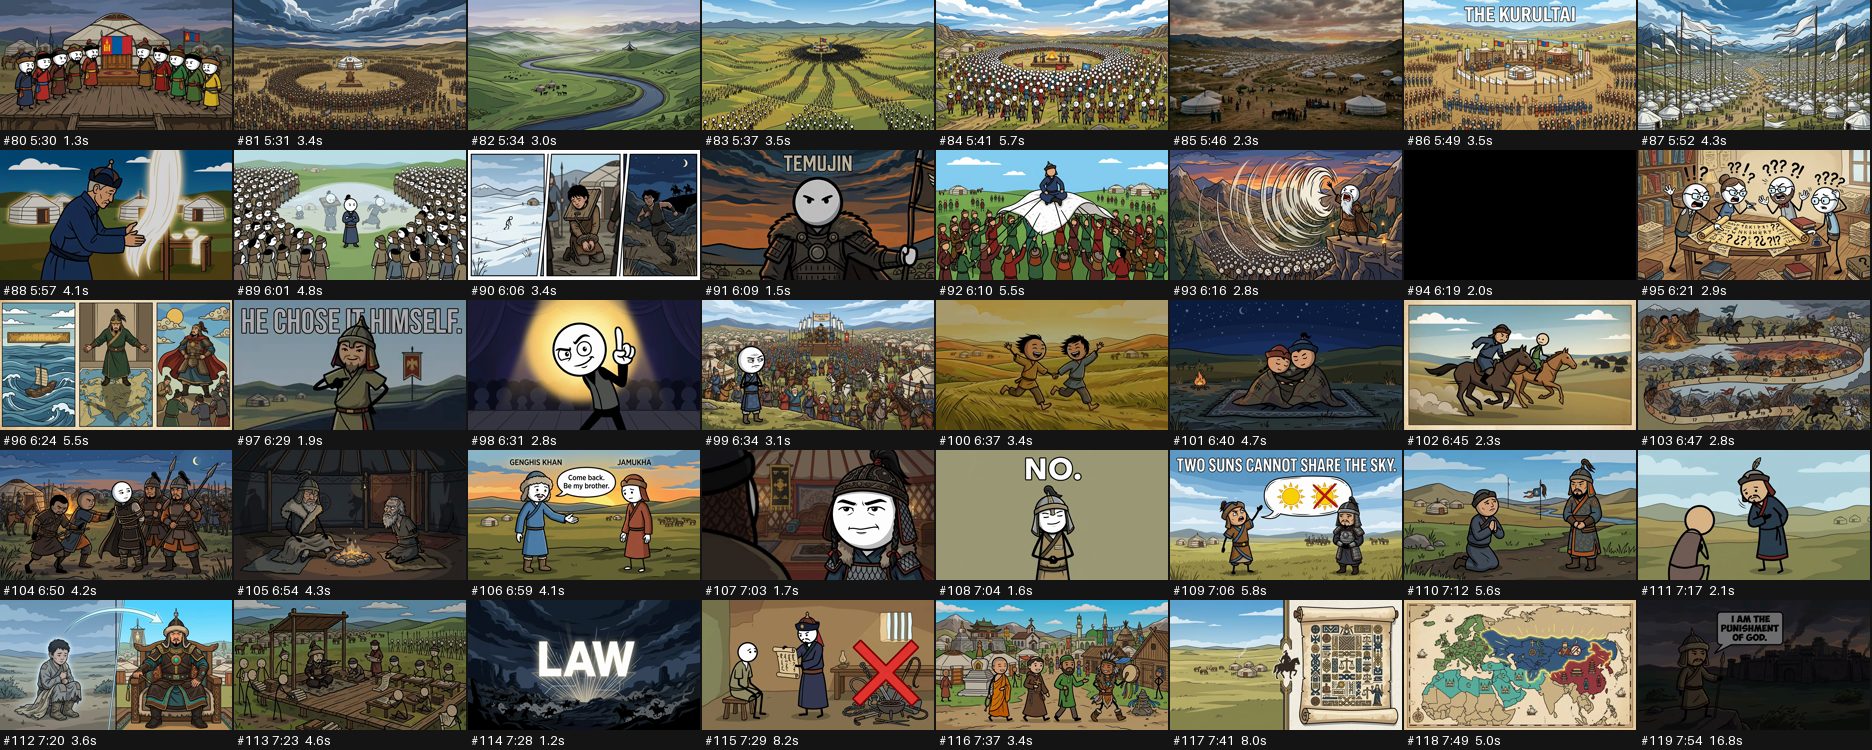 #80 5:30 1.3s
#81 5:31 3.4s
#82 5:34 3.0s
#83 5:37 3.5s
#84 5:41 5.7s
#85 5:46 2.3s
THE KURULTAI
#86 5:49 3.5s
#87 5:52 4.3s
#88 5:57 4.1s
#89 6:01 4.8s
#90 6:06 3.4s
TEMUJIN
#91 6:09 1.5s
#92 6:10 5.5s
#93 6:16 2.8s
#94 6:19 2.0s
!!?
??!
??? ?!
????
#95 6:21 2.9s
#96 6:24 5.5s
HE CHOSE IT HIMSELF.
#97 6:29 1.9s
#98 6:31 2.8s
#99 6:34 3.1s
#100 6:37 3.4s
#101 6:40 4.7s
#102 6:45 2.3s
#103 6:47 2.8s
#104 6:50 4.2s
#105 6:54 4.3s
GENGHIS KHAN
JAMUKHA
Come back.
Be my brother.
#106 6:59 4.1s
#107 7:03 1.7s
NO.
#108 7:04 1.6s
TWO SUNS CANNOT SHARE THE SKY.
#109 7:06 5.8s
#110 7:12 5.6s
#111 7:17 2.1s
#112 7:20 3.6s
#113 7:23 4.6s
LAW
#114 7:28 1.2s
#115 7:29 8.2s
#116 7:37 3.4s
#117 7:41 8.0s
#118 7:49 5.0s
I AM THE
PUNISHMENT
OF GOD.
#119 7:54 16.8s